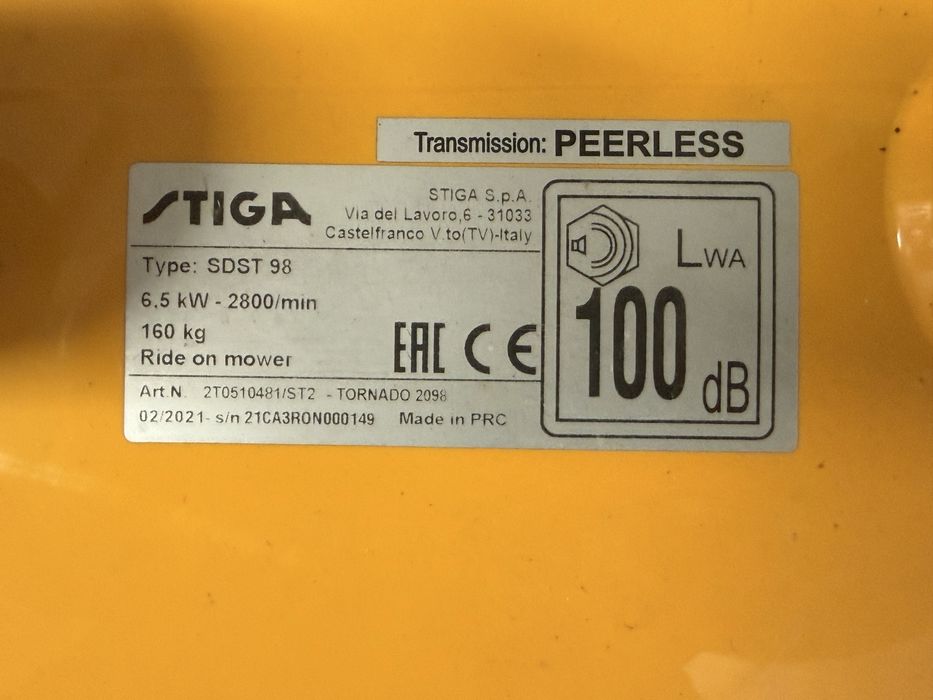 Transmission: PEERLESS
STIGA
STIGA S.p.A.
Via del Lavoro,6 - 31033
Castelfranco V.to(TV)-Italy
Type: SDST 98
6.5 kW - 2800/min
160 kg
Ride on mower
EAC CE
Art.N. 2T0510481/ST2 - TORNADO 2098
02/2021- s/n 21CA3RON000149 Made in PRC
LWA
100
dB